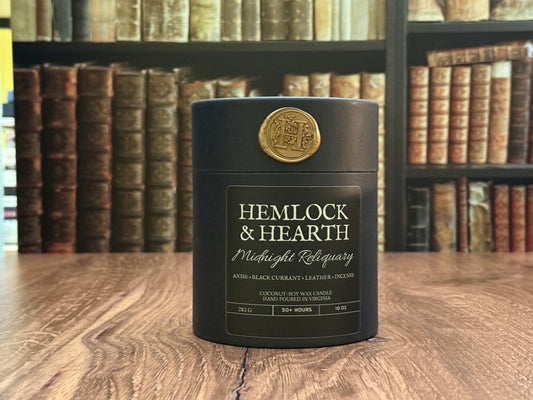 H
HEMLOCK
& HEARTH
Midnight Reliquary
ANISE • BLACK CURRANT • LEATHER • INCENSE
COCONUT-SOY WAX CANDLE
HAND POURED IN VIRGINIA
283 G 50+ HOURS 10 OZ